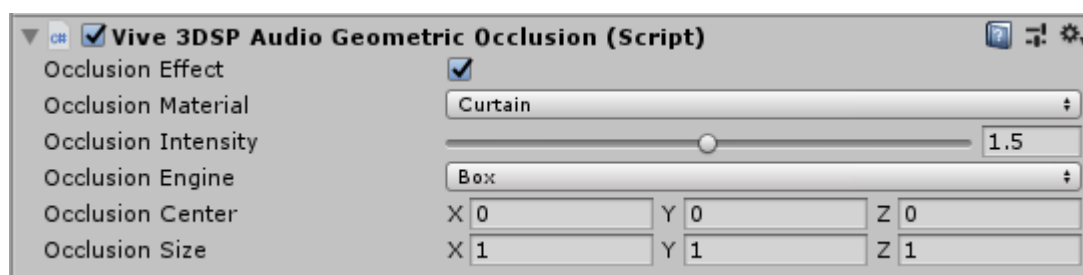 C# Vive 3DSP Audio Geometric Occlusion (Script)
Occlusion Effect
Occlusion Material Curtain
Occlusion Intensity 1.5
Occlusion Engine Box
Occlusion Center X 0 Y 0 Z 0
Occlusion Size X 1 Y 1 Z 1